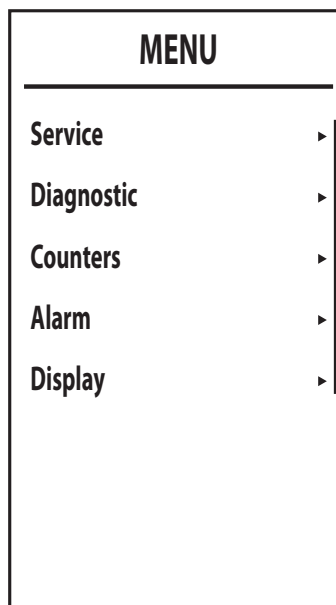 MENU
Service
Diagnostic
Counters
Alarm
Display